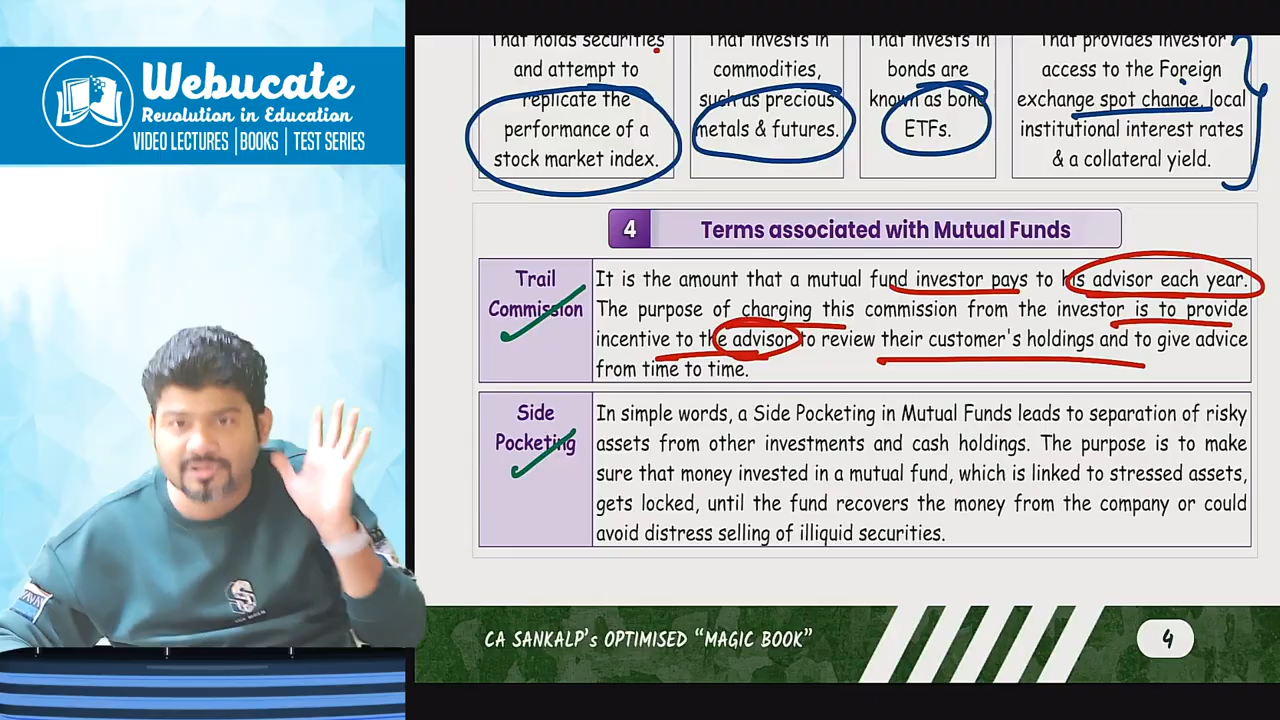 Webucate
Revolution in Education
VIDEO LECTURES | BOOKS | TEST SERIES
That holds securities
and attempt to
replicate the
performance of a
stock market index.
That invests in
commodities,
such as precious
metals & futures.
That invests in
bonds are
known as bond
ETFs.
That provides investor
access to the Foreign
exchange spot change, local
institutional interest rates
& a collateral yield.
4 Terms associated with Mutual Funds
Trail
Commission
It is the amount that a mutual fund investor pays to his advisor each year.
The purpose of charging this commission from the investor is to provide
incentive to the advisor to review their customer's holdings and to give advice
from time to time.
Side
Pocketing
In simple words, a Side Pocketing in Mutual Funds leads to separation of risky
assets from other investments and cash holdings. The purpose is to make
sure that money invested in a mutual fund, which is linked to stressed assets,
gets locked, until the fund recovers the money from the company or could
avoid distress selling of illiquid securities.
CA SANKALP's OPTIMISED "MAGIC BOOK"
4